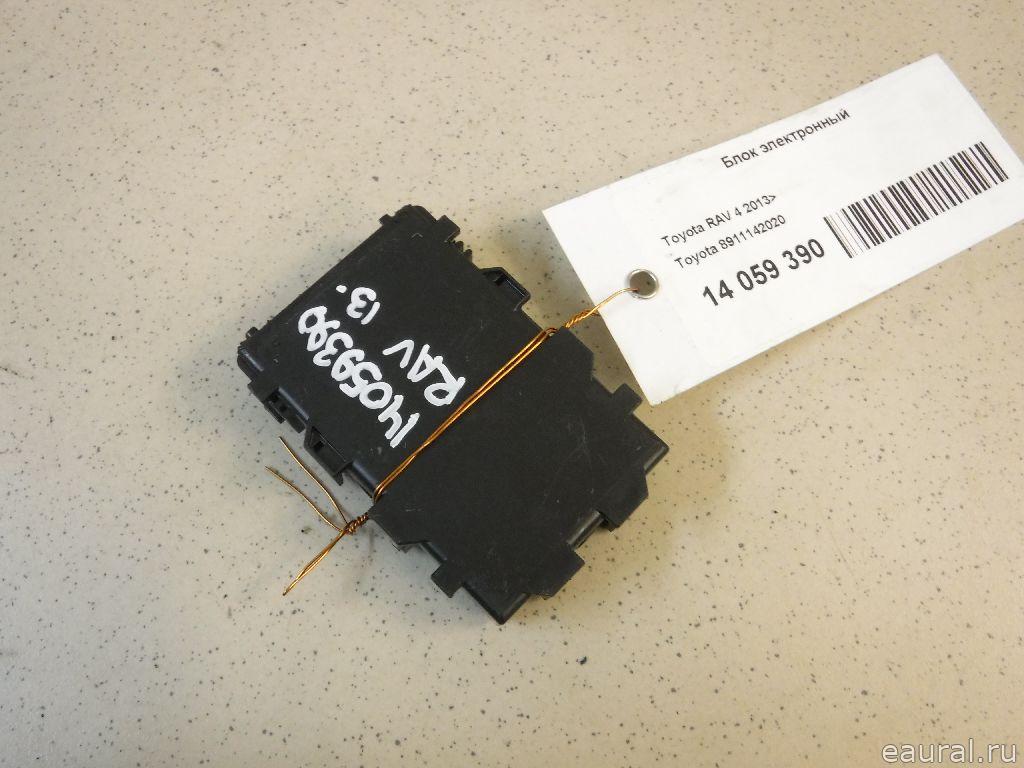 Блок электронный
Toyota RAV 4 2013>
Toyota 8911142020
14 059 390
14059390
RAV 13.
eaural.ru